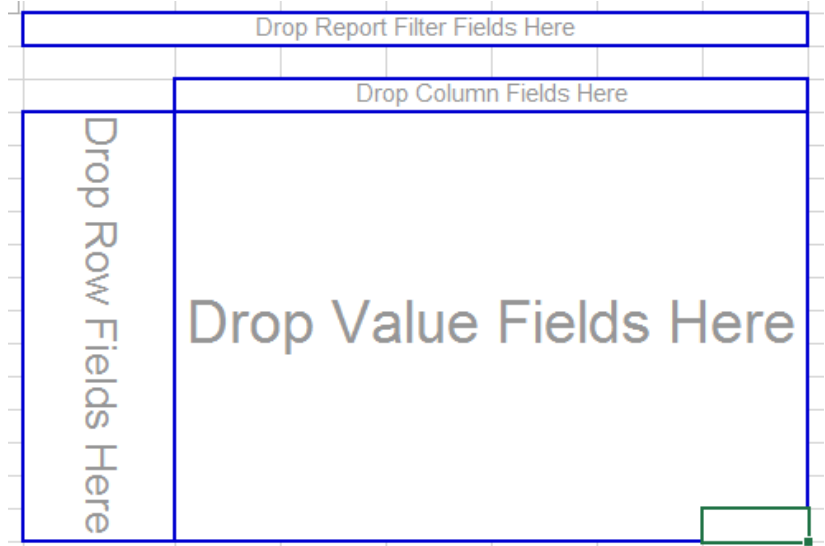 Drop Report Filter Fields Here
Drop Column Fields Here
Drop Row Fields Here
Drop Value Fields Here